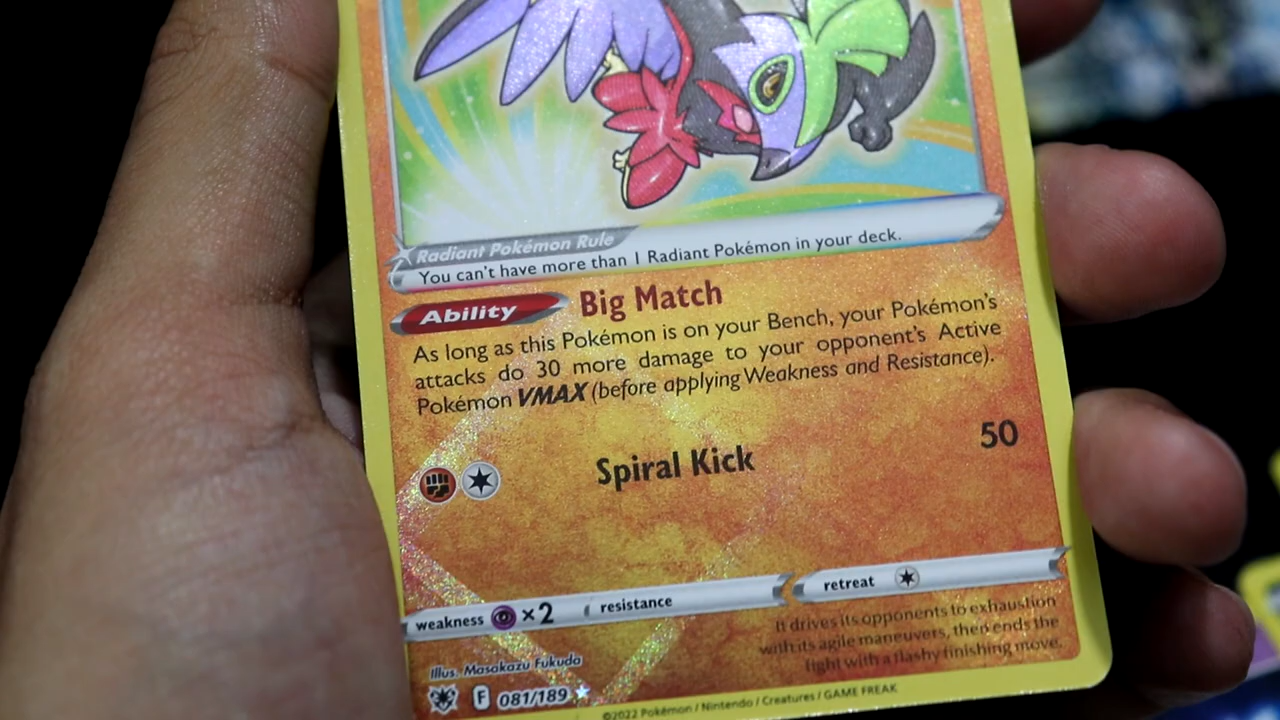 Radiant Pokémon Rule
You can't have more than 1 Radiant Pokémon in your deck.
Ability Big Match
As long as this Pokémon is on your Bench, your Pokémon's
attacks do 30 more damage to your opponent's Active
Pokémon VMAX (before applying Weakness and Resistance).
Spiral Kick 50
weakness ×2 resistance retreat
It drives its opponents to exhaustion
with its agile maneuvers, then ends the
fight with a flashy finishing move.
Illus. Masakazu Fukuda
F 081/189
©2022 Pokémon / Nintendo / Creatures / GAME FREAK